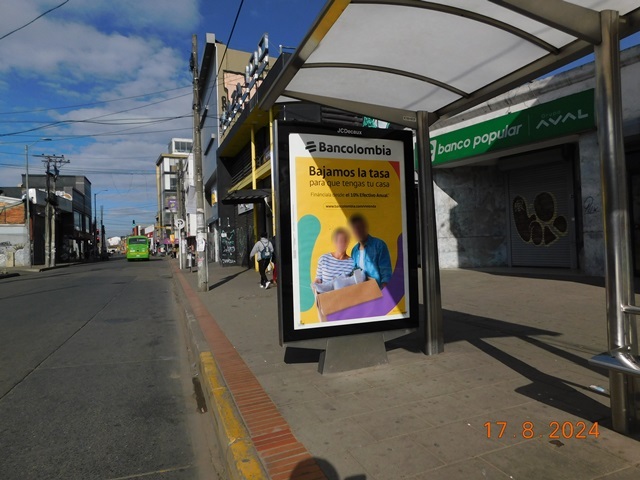 JCDecaux
Bancolombia
Bajamos la tasa
para que tengas tu casa
banco popular
AVAL
17 8 2024